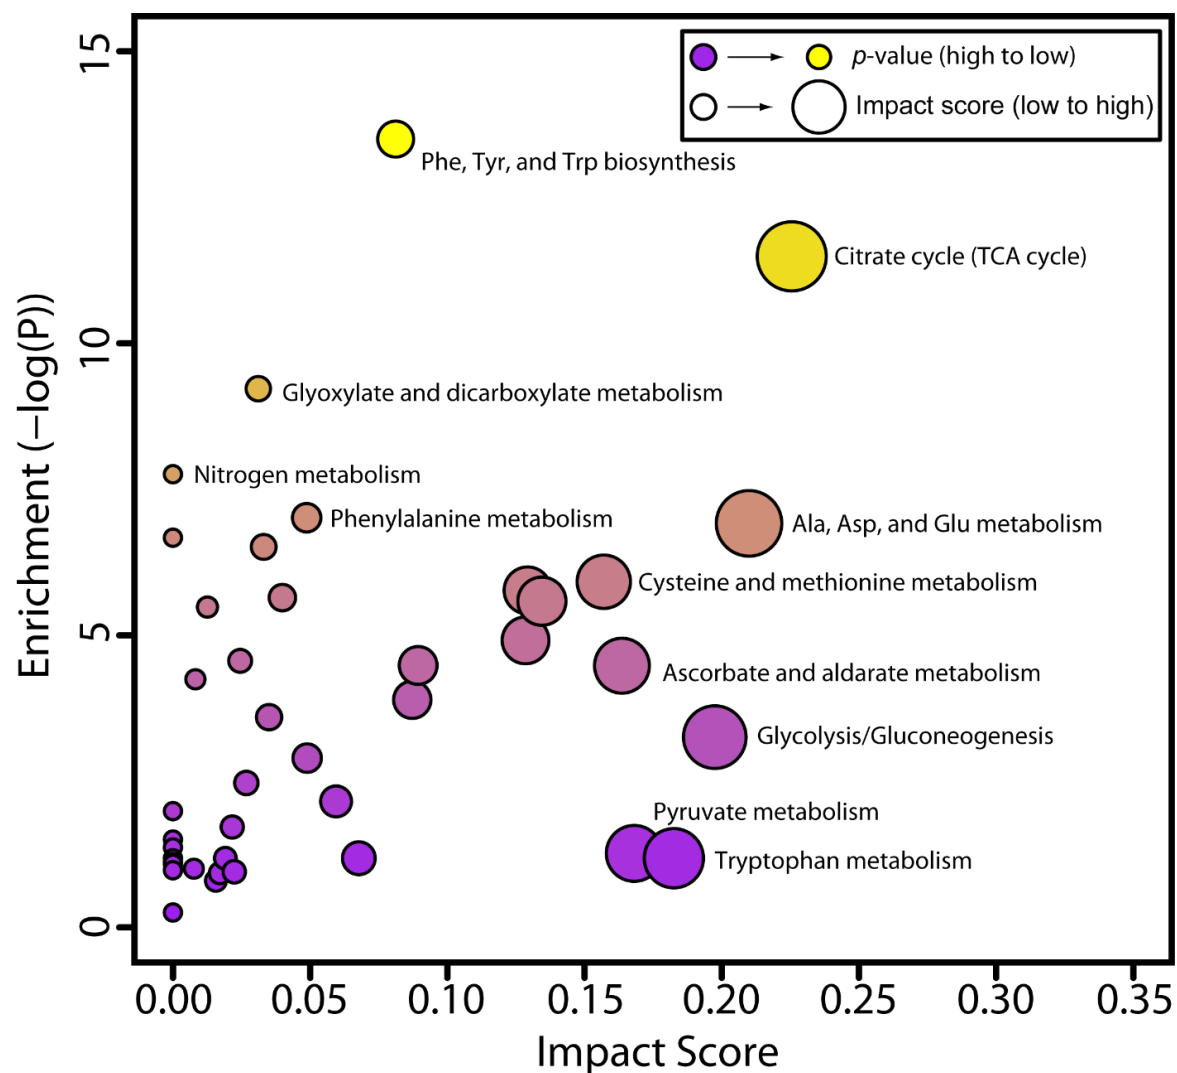 15
p-value (high to low)
Impact score (low to high)
Phe, Tyr, and Trp biosynthesis
Citrate cycle (TCA cycle)
10
Glyoxylate and dicarboxylate metabolism
Enrichment (−log(P))
Nitrogen metabolism
Phenylalanine metabolism
Ala, Asp, and Glu metabolism
Cysteine and methionine metabolism
5
Ascorbate and aldarate metabolism
Glycolysis/Gluconeogenesis
Pyruvate metabolism
Tryptophan metabolism
0
0.00 0.05 0.10 0.15 0.20 0.25 0.30 0.35
Impact Score